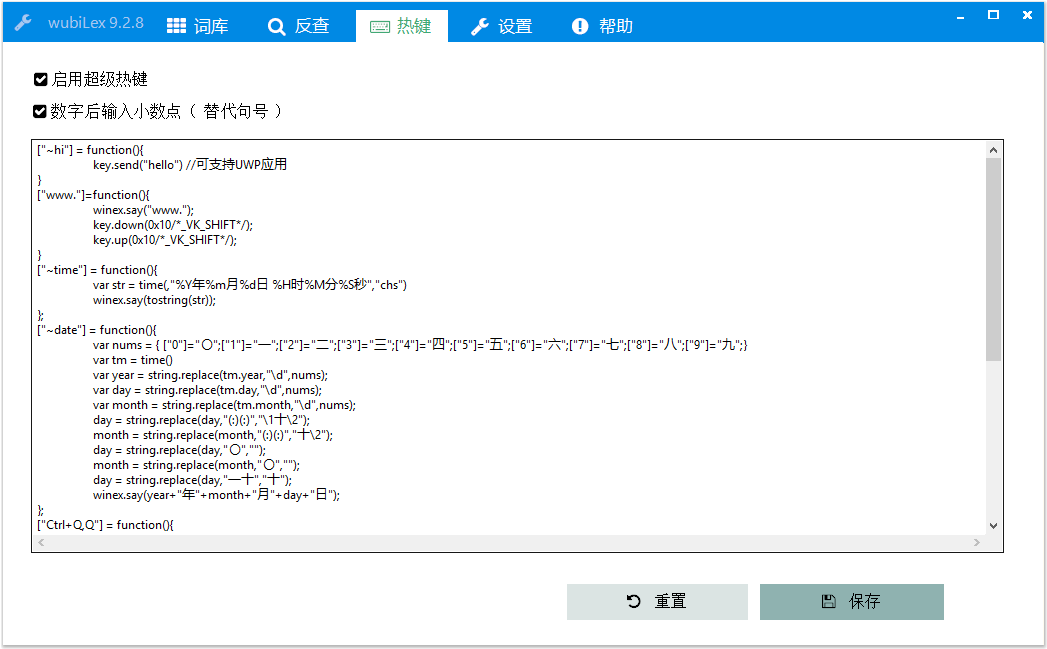 wubiLex 9.2.8 词库 反查 热键 设置 帮助
启用超级热键
数字后输入小数点（ 替代句号 ）
["~hi"] = function(){
key.send("hello") //可支持UWP应用
}
["www."]=function(){
winex.say("www.");
key.down(0x10/*_VK_SHIFT*/);
key.up(0x10/*_VK_SHIFT*/);
}
["~time"] = function(){
var str = time(,"%Y年%m月%d日 %H时%M分%S秒","chs")
winex.say(tostring(str));
};
["~date"] = function(){
var nums = { ["0"]="〇";["1"]="一";["2"]="二";["3"]="三";["4"]="四";["5"]="五";["6"]="六";["7"]="七";["8"]="八";["9"]="九";}
var tm = time()
var year = string.replace(tm.year,"\d",nums);
var day = string.replace(tm.day,"\d",nums);
var month = string.replace(tm.month,"\d",nums);
day = string.replace(day,"(:)(:)","\1十\2");
month = string.replace(month,"(:)(:)","十\2");
day = string.replace(day,"〇","");
month = string.replace(month,"〇","");
day = string.replace(day,"一十","十");
winex.say(year+"年"+month+"月"+day+"日");
};
["Ctrl+Q,Q"] = function(){
重置 保存